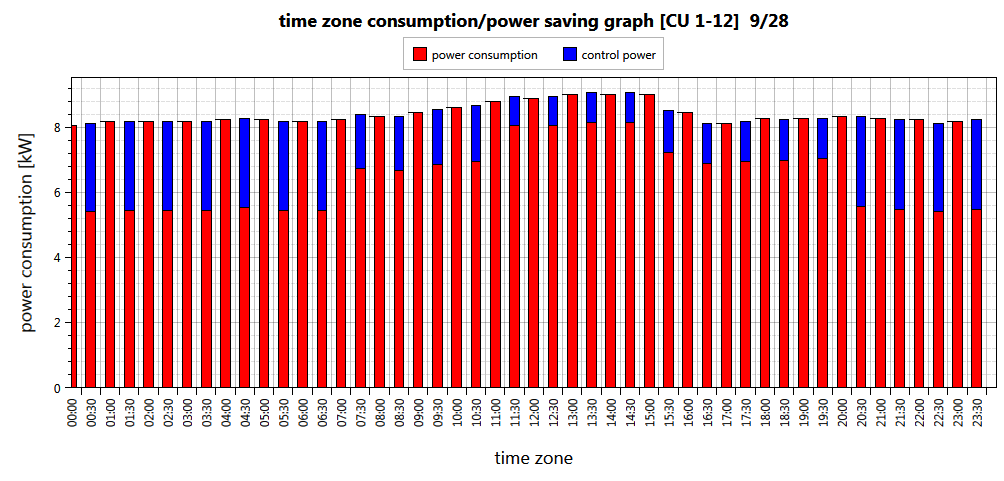 time zone consumption/power saving graph [CU 1-12] 9/28
power consumption control power
power consumption [kW]
8
6
4
2
0
00:00 00:30 01:00 01:30 02:00 02:30 03:00 03:30 04:00 04:30 05:00 05:30 06:00 06:30 07:00 07:30 08:00 08:30 09:00 09:30 10:00 10:30 11:00 11:30 12:00 12:30 13:00 13:30 14:00 14:30 15:00 15:30 16:00 16:30 17:00 17:30 18:00 18:30 19:00 19:30 20:00 20:30 21:00 21:30 22:00 22:30 23:00 23:30
time zone